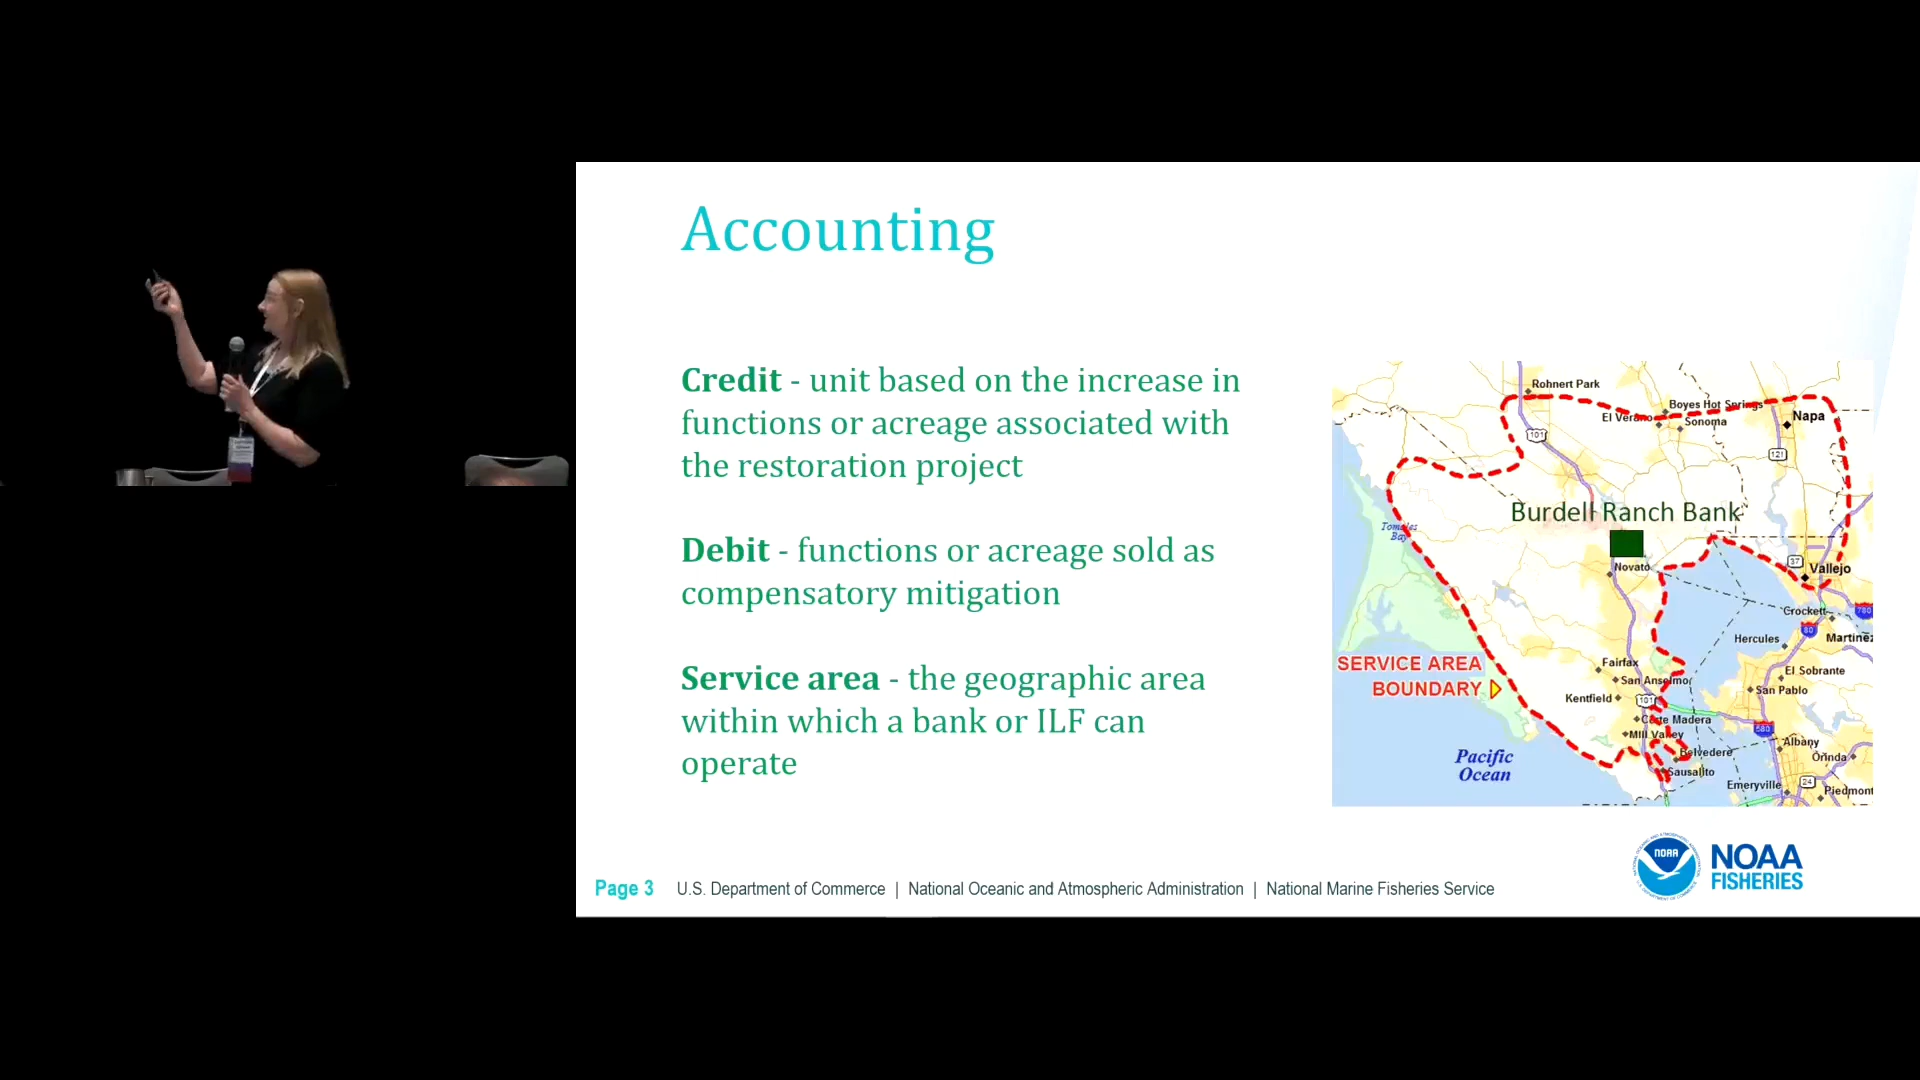 Accounting
Credit - unit based on the increase in
functions or acreage associated with
the restoration project
Debit - functions or acreage sold as
compensatory mitigation
Service area - the geographic area
within which a bank or ILF can
operate
Rohnert Park
Boyes Hot Springs
El Verano
Sonoma
Napa
101
121
Burdell Ranch Bank
Tomales
Bay
Novato
37
Vallejo
Crockett
780
80
Hercules
Martinez
SERVICE AREA
BOUNDARY
Fairfax
San Anselmo
El Sobrante
San Pablo
Kentfield
101
Corte Madera
580
Mill Valley
Albany
Belvedere
Orinda
Pacific
Ocean
Sausalito
Emeryville
24
Piedmont
NOAA
NOAA
FISHERIES
Page 3 U.S. Department of Commerce | National Oceanic and Atmospheric Administration | National Marine Fisheries Service